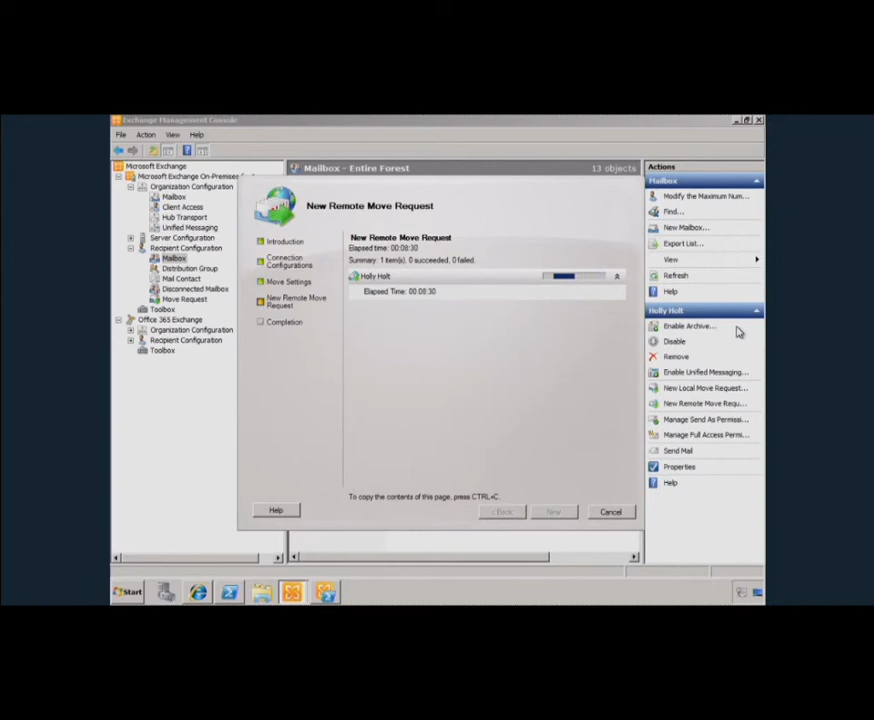 Exchange Management Console
File Action View Help
Microsoft Exchange
Microsoft Exchange On-Premises
Organization Configuration
Mailbox
Client Access
Hub Transport
Unified Messaging
Server Configuration
Recipient Configuration
Mailbox
Distribution Group
Mail Contact
Disconnected Mailbox
Move Request
Toolbox
Office 365 Exchange
Organization Configuration
Recipient Configuration
Toolbox
Mailbox - Entire Forest
13 objects
New Remote Move Request
Introduction
Connection
Configurations
Move Settings
New Remote Move
Request
Completion
New Remote Move Request
Elapsed time: 00:08:30
Summary: 1 item(s). 0 succeeded, 0 failed.
Holly Holt
Elapsed Time: 00:08:30
To copy the contents of this page, press CTRL+C.
Help
< Back
New
Cancel
Actions
Mailbox
Modify the Maximum Num...
Find...
New Mailbox...
Export List...
View
Refresh
Help
Holly Holt
Enable Archive...
Disable
Remove
Enable Unified Messaging...
New Local Move Request...
New Remote Move Requ...
Manage Send As Permissi...
Manage Full Access Permi...
Send Mail
Properties
Help
Start